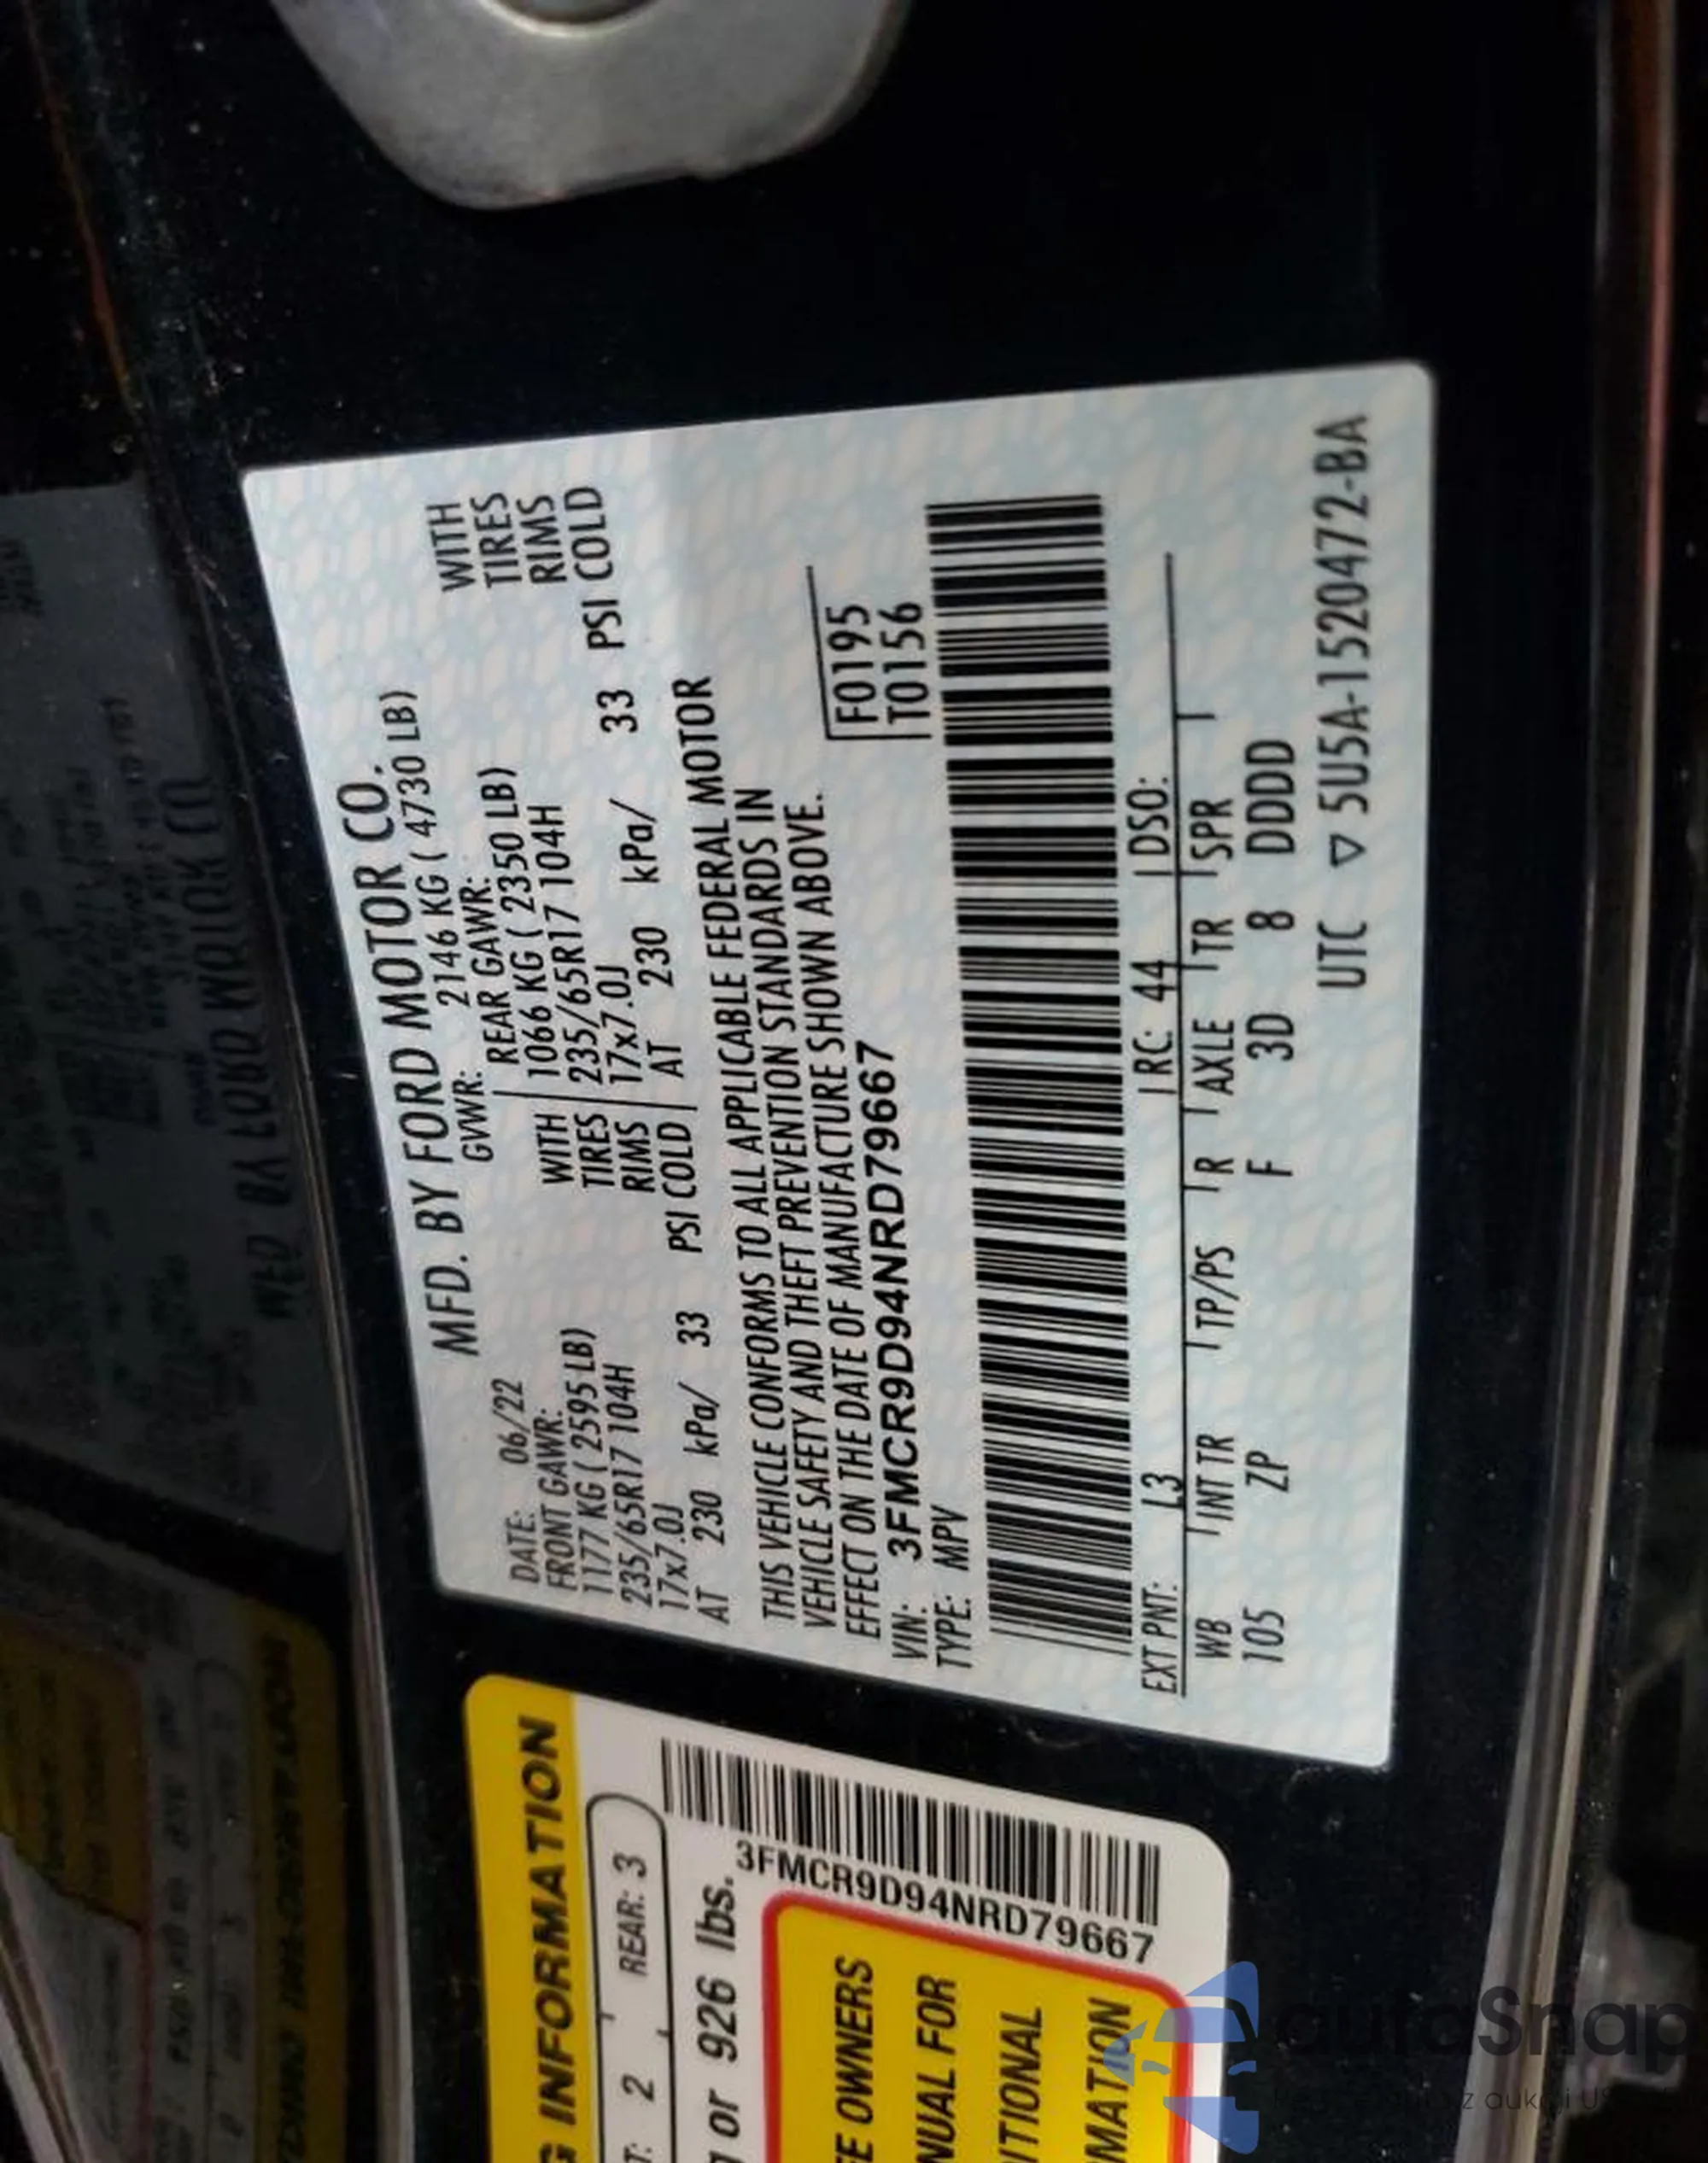 MFD. BY FORD MOTOR CO.
DATE: 06/22 GVWR: 2146 KG ( 4730 LB)
FRONT GAWR: REAR GAWR:
1177 KG ( 2595 LB) WITH 1066 KG ( 2350 LB) WITH
235/65R17 104H TIRES 235/65R17 104H TIRES
17x7.0J RIMS 17x7.0J RIMS
AT 230 kPa/ 33 PSI COLD AT 230 kPa/ 33 PSI COLD
THIS VEHICLE CONFORMS TO ALL APPLICABLE FEDERAL MOTOR
VEHICLE SAFETY AND THEFT PREVENTION STANDARDS IN
EFFECT ON THE DATE OF MANUFACTURE SHOWN ABOVE.
VIN: 3FMCR9D94NRD79667 F0195
TYPE: MPV T0156
EXT PNT: L3 RC: 44 DSO:
WB INT TR TP/PS R AXLE TR SPR
105 ZP F 3D 8 DDDD
UTC ▽ 5U5A-1520472-BA
INFORMATION
2 REAR: 3
or 926 lbs.
3FMCR9D94NRD79667
OWNERS
FOR
autoSnap